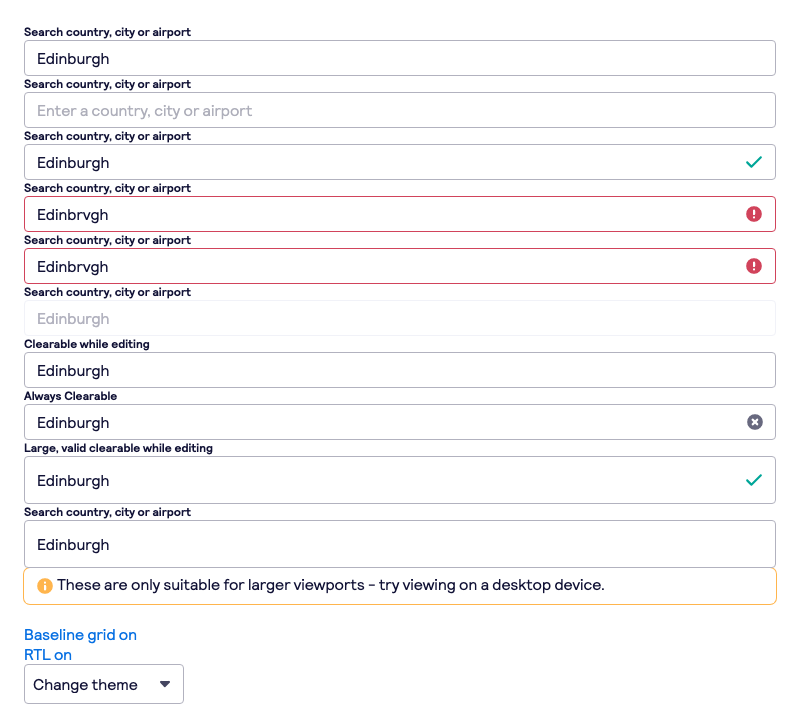 Search country, city or airport
Edinburgh
Search country, city or airport
Enter a country, city or airport
Search country, city or airport
Edinburgh
Search country, city or airport
Edinbrvgh
Search country, city or airport
Edinbrvgh
Search country, city or airport
Edinburgh
Clearable while editing
Edinburgh
Always Clearable
Edinburgh
Large, valid clearable while editing
Edinburgh
Search country, city or airport
Edinburgh
These are only suitable for larger viewports - try viewing on a desktop device.
Baseline grid on
RTL on
Change theme